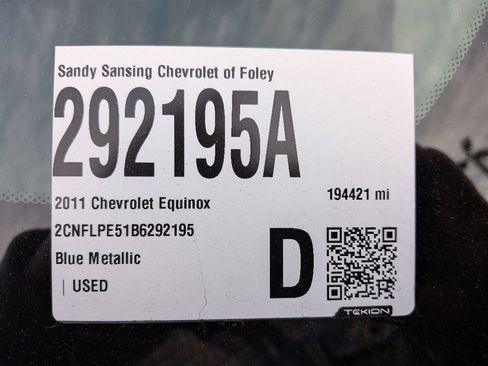 Sandy Sansing Chevrolet of Foley
292195A
2011 Chevrolet Equinox
194421 mi
2CNFLPE51B6292195
Blue Metallic
D
| USED
TEKION